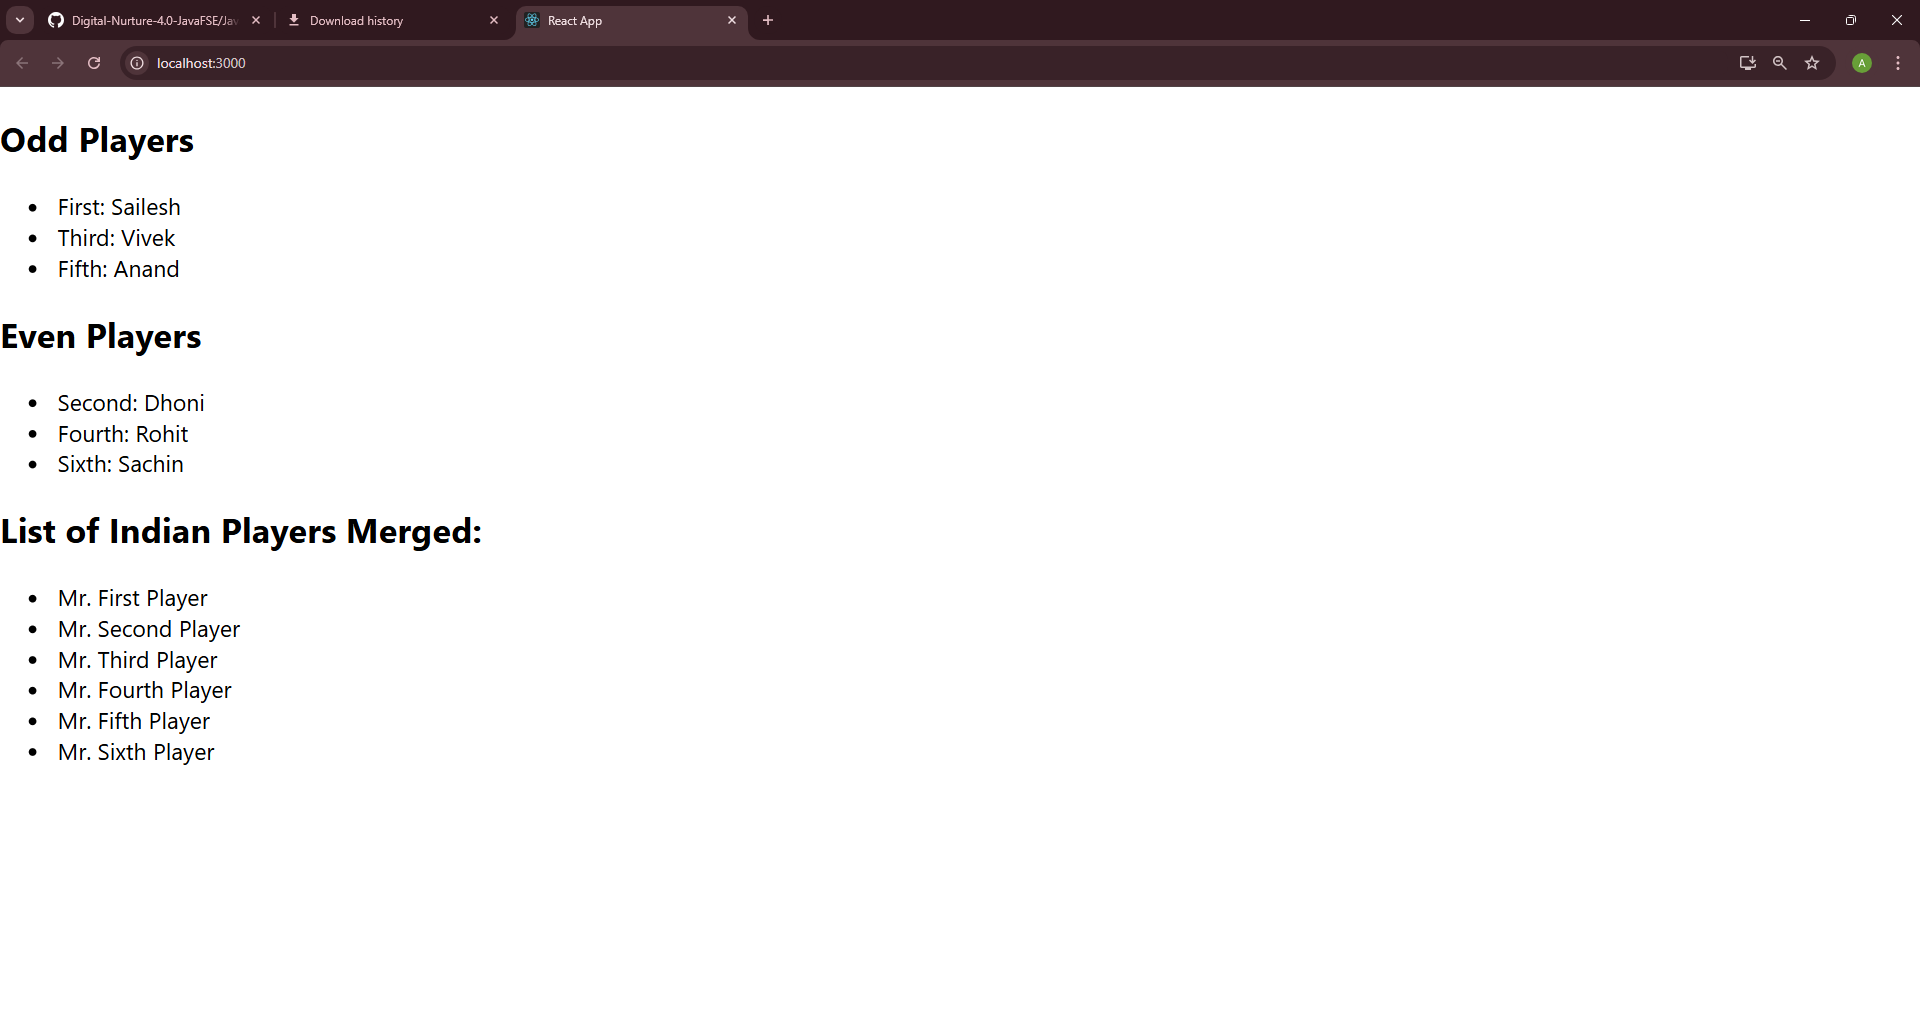 Digital-Nurture-4.0-JavaFSE/Jav
Download history
React App
localhost:3000
A
Odd Players
First: Sailesh
Third: Vivek
Fifth: Anand
Even Players
Second: Dhoni
Fourth: Rohit
Sixth: Sachin
List of Indian Players Merged:
Mr. First Player
Mr. Second Player
Mr. Third Player
Mr. Fourth Player
Mr. Fifth Player
Mr. Sixth Player